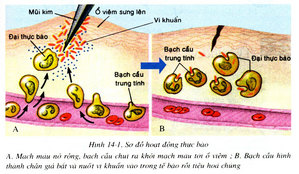 Mũi kim
Ổ viêm sưng lên
Vi khuẩn
Đại thực bào
Bạch cầu
trung tính
A
Bạch cầu
trung tính
Đại thực bào
B
Hình 14-1. Sơ đồ hoạt động thực bào
A. Mạch máu nở rộng, bạch cầu chui ra khỏi mạch máu tới ổ viêm ; B. Bạch cầu hình
thành chân giả bắt và nuốt vi khuẩn vào trong tế bào rồi tiêu hoá chúng